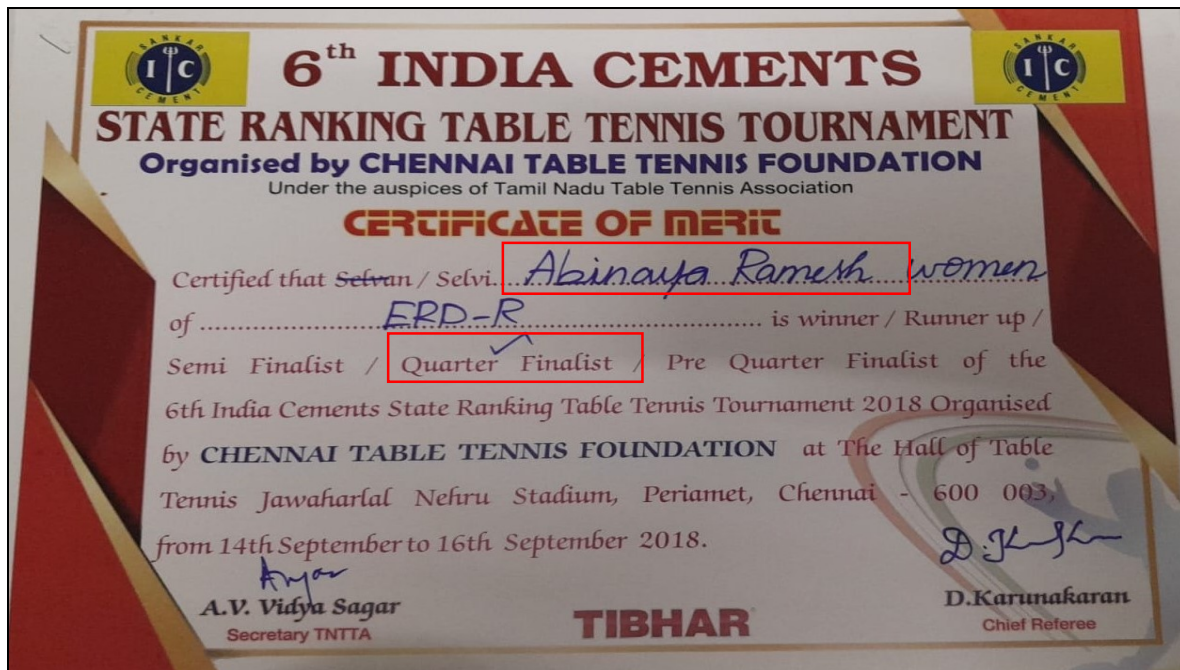 SANKAR
I C
CEMENT
SANKAR
I C
CEMENT
6th INDIA CEMENTS
STATE RANKING TABLE TENNIS TOURNAMENT
Organised by CHENNAI TABLE TENNIS FOUNDATION
Under the auspices of Tamil Nadu Table Tennis Association
CERTIFICATE OF MERIT
Certified that Selvan / Selvi. Abinaya Ramesh women
of ERD-R is winner / Runner up /
Semi Finalist / Quarter Finalist / Pre Quarter Finalist of the
6th India Cements State Ranking Table Tennis Tournament 2018 Organised
by CHENNAI TABLE TENNIS FOUNDATION at The Hall of Table
Tennis Jawaharlal Nehru Stadium, Periamet, Chennai - 600 003,
from 14th September to 16th September 2018.
A.V. Vidya Sagar
Secretary TNTTA
TIBHAR
D.Karunakaran
Chief Referee